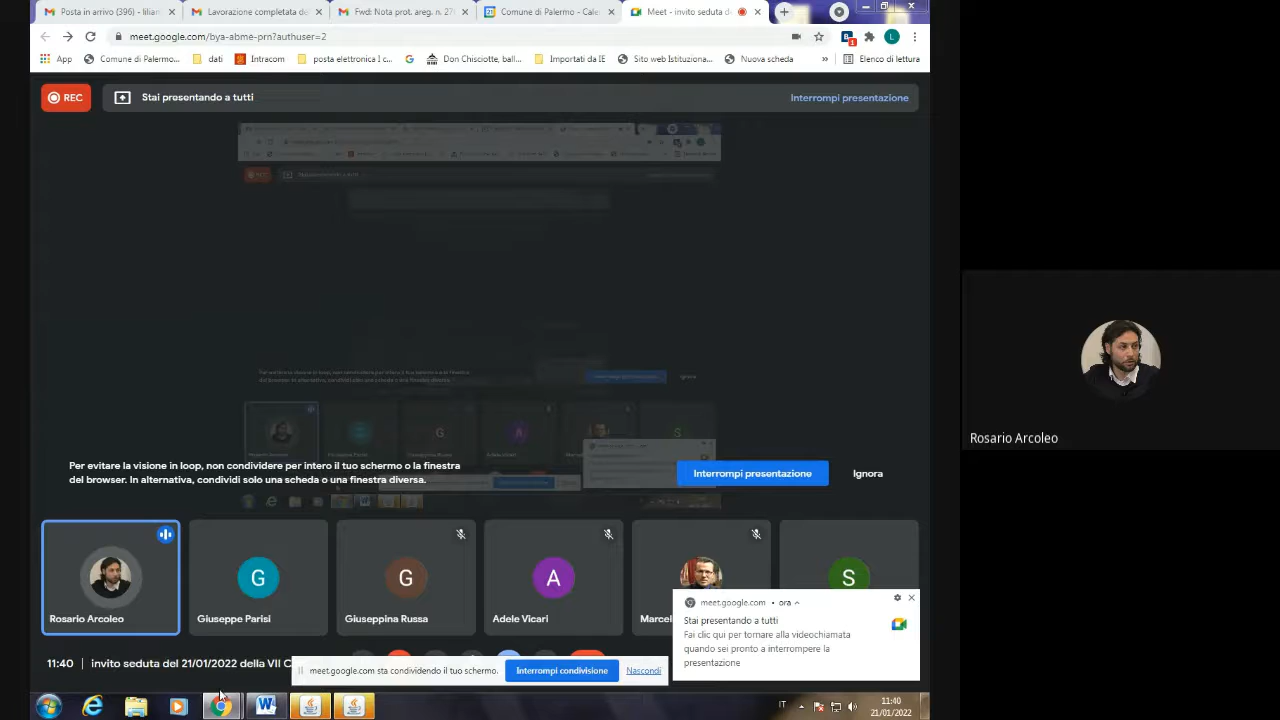 Posta in arrivo (396) - lilian
Lavorazione completata de
Fwd: Nota prot. areg. n. 27
Comune di Palermo - Cale
Meet - invito seduta d
meet.google.com/bya-abme-prn?authuser=2
App
Comune di Palermo...
dati
Intracom
posta elettronica I c...
Don Chisciotte, ball...
Importati da IE
Sito web Istituziona...
Nuova scheda
»
Elenco di lettura
REC
Stai presentando a tutti
Interrompi presentazione
Per evitare la visione in loop, non condividere per intero il tuo schermo o la finestra
del browser. In alternativa, condividi solo una scheda o una finestra diversa.
Interrompi presentazione
Ignora
Rosario Arcoleo
G
Giuseppe Parisi
G
Giuseppina Russa
A
Adele Vicari
Marcel
S
meet.google.com • ora
Stai presentando a tutti
Fai clic qui per tornare alla videochiamata
quando sei pronto a interrompere la
presentazione
11:40 | invito seduta del 21/01/2022 della VII C
meet.google.com sta condividendo il tuo schermo.
Interrompi condivisione
Nascondi
IT
11:40
21/01/2022
Rosario Arcoleo